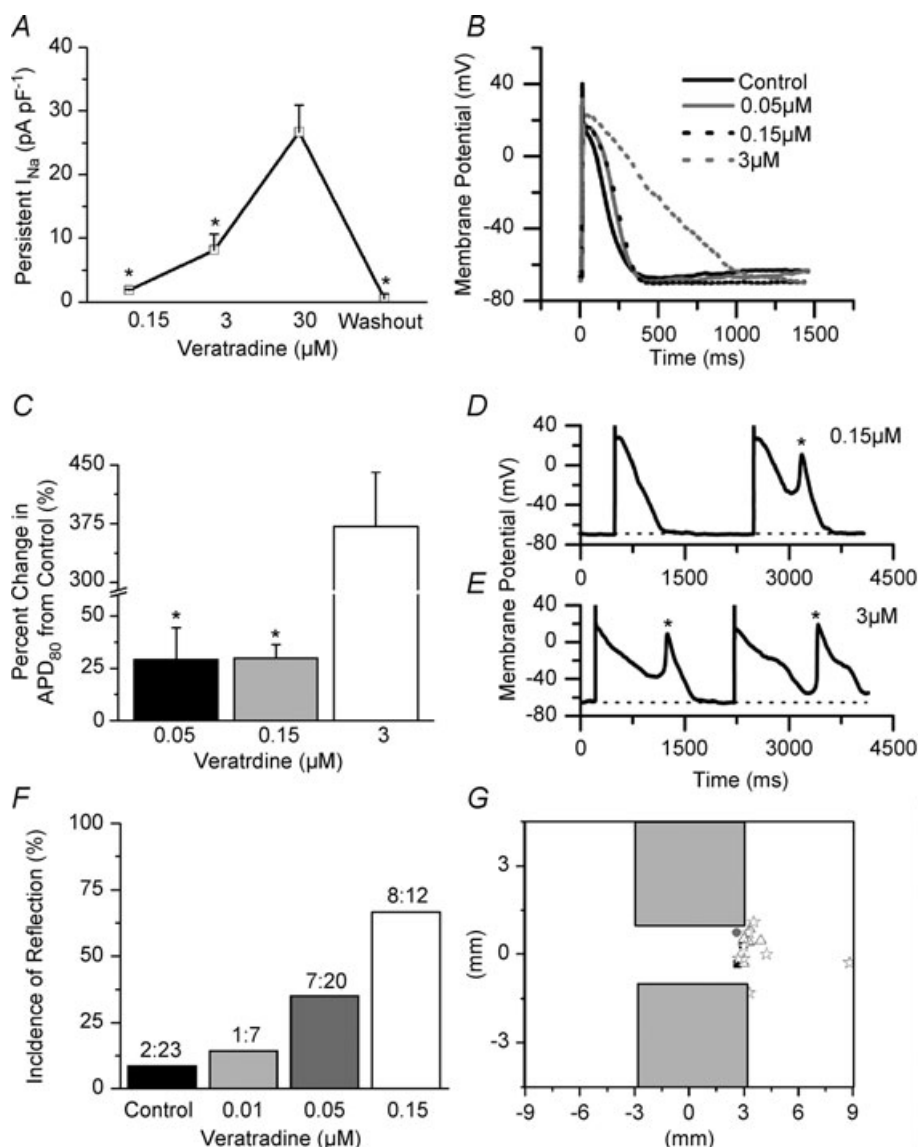 A
40
30
20
10
0
Persistent I_Na (pA pF⁻¹)
*
*
*
0.15 3 30 Washout
Veratradine (µM)
B
40
0
-40
-80
Membrane Potential (mV)
Control
0.05µM
0.15µM
3µM
0 500 1000 1500
Time (ms)
C
450
375
300
50
25
0
Percent Change in
APD₈₀ from Control (%)
*
*
0.05 0.15 3
Veratrdine (µM)
D
40
0
-40
-80
0.15µM
*
0 1500 3000 4500
Membrane Potential (mV)
E
40
0
-40
-80
3µM
*
*
0 1500 3000 4500
Time (ms)
F
100
75
50
25
0
Incidence of Reflection (%)
2:23
1:7
7:20
8:12
Control 0.01 0.05 0.15
Veratradine (µM)
G
3
0
-3
(mm)
-9 -6 -3 0 3 6 9
(mm)